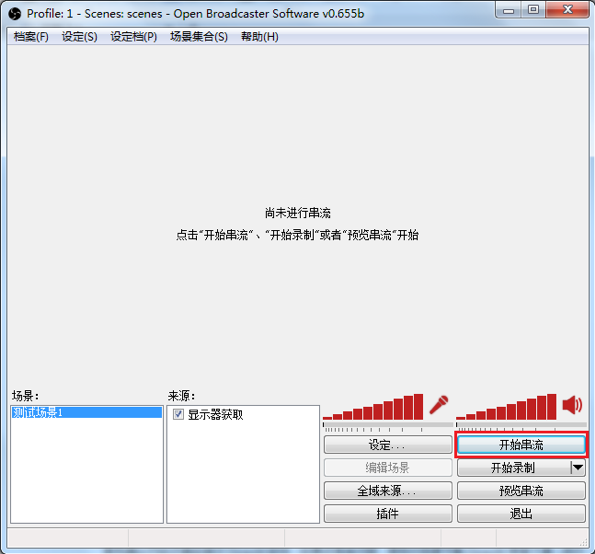 Profile: 1 - Scenes: scenes - Open Broadcaster Software v0.655b
档案(F) 设定(S) 设定档(P) 场景集合(S) 帮助(H)
尚未进行串流
点击"开始串流"、"开始录制"或者"预览串流"开始
场景:
来源:
测试场景1
显示器获取
设定...
开始串流
编辑场景
开始录制
全域来源...
预览串流
插件
退出